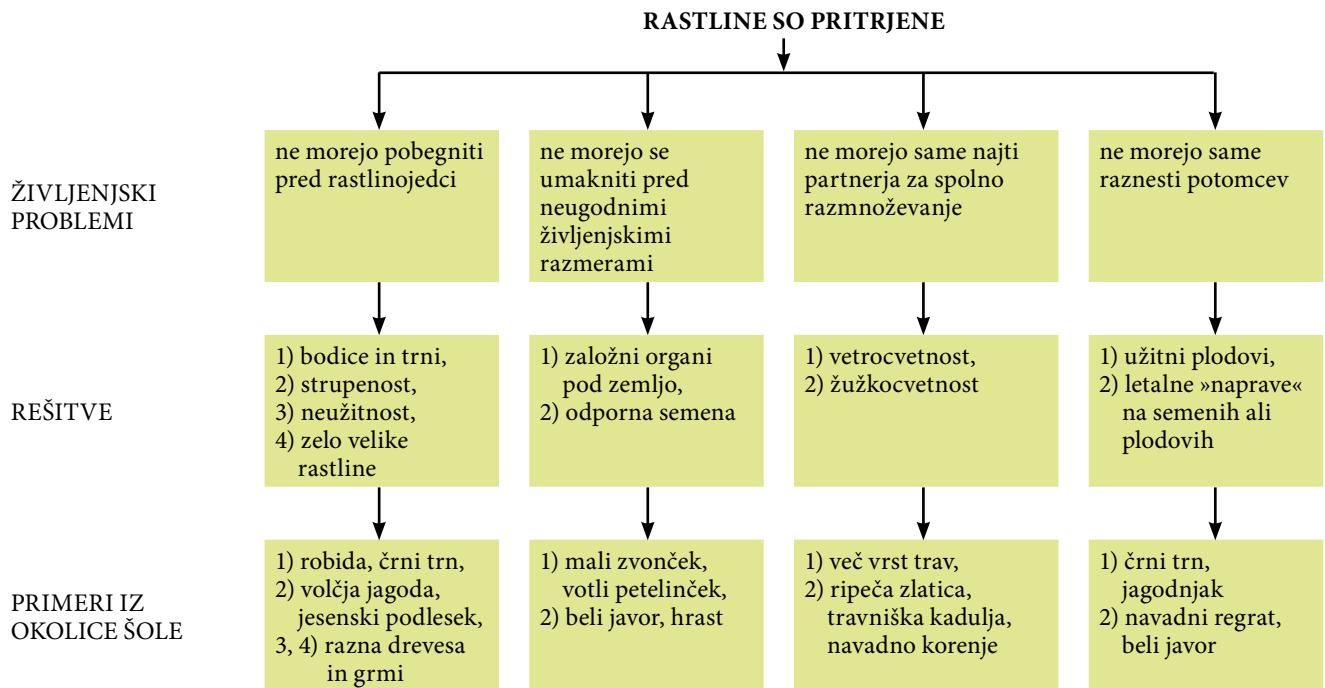 RASTLINE SO PRITRJENE
ŽIVLJENJSKI
PROBLEMI
ne morejo pobegniti
pred rastlinojedci
ne morejo se
umakniti pred
neugodnimi
življenjskimi
razmerami
ne morejo same najti
partnerja za spolno
razmnoževanje
ne morejo same
raznesti potomcev
REŠITVE
1) bodice in trni,
2) strupenost,
3) neužitnost,
4) zelo velike
rastline
1) založni organi
pod zemljo,
2) odporna semena
1) vetrocvetnost,
2) žužkocvetnost
1) užitni plodovi,
2) letalne »naprave«
na semenih ali
plodovih
PRIMERI IZ
OKOLICE ŠOLE
1) robida, črni trn,
2) volčja jagoda,
jesenski podlesek,
3, 4) razna drevesa
in grmi
1) mali zvonček,
votli petelinček,
2) beli javor, hrast
1) več vrst trav,
2) ripeča zlatica,
travniška kadulja,
navadno korenje
1) črni trn,
jagodnjak
2) navadni regrat,
beli javor